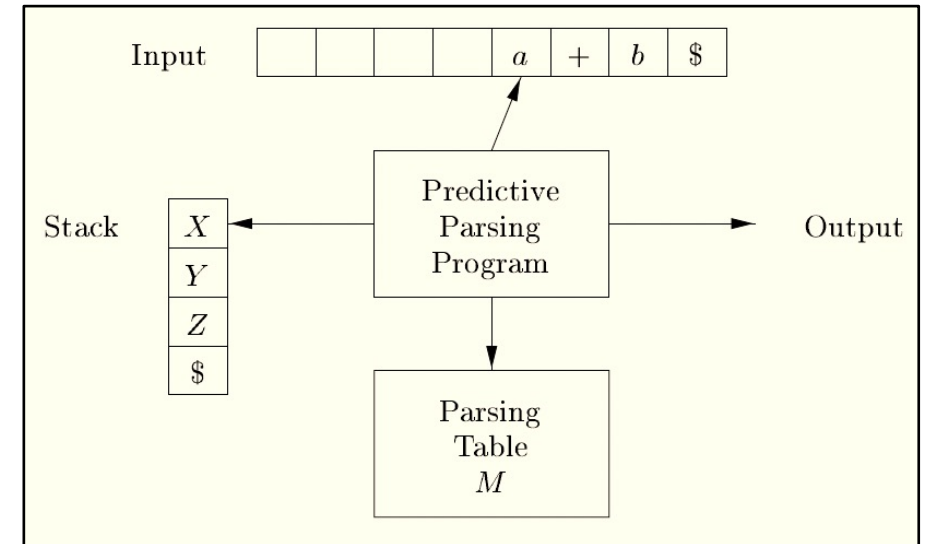 Input a + b $
Predictive
Stack X Parsing Output
Program
Y
Z
$
Parsing
Table
M